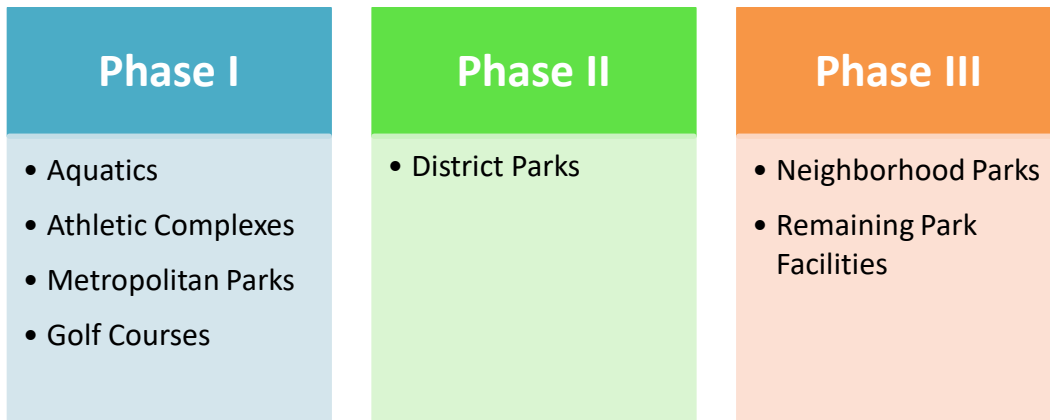 Phase I
• Aquatics
• Athletic Complexes
• Metropolitan Parks
• Golf Courses
Phase II
• District Parks
Phase III
• Neighborhood Parks
• Remaining Park
Facilities